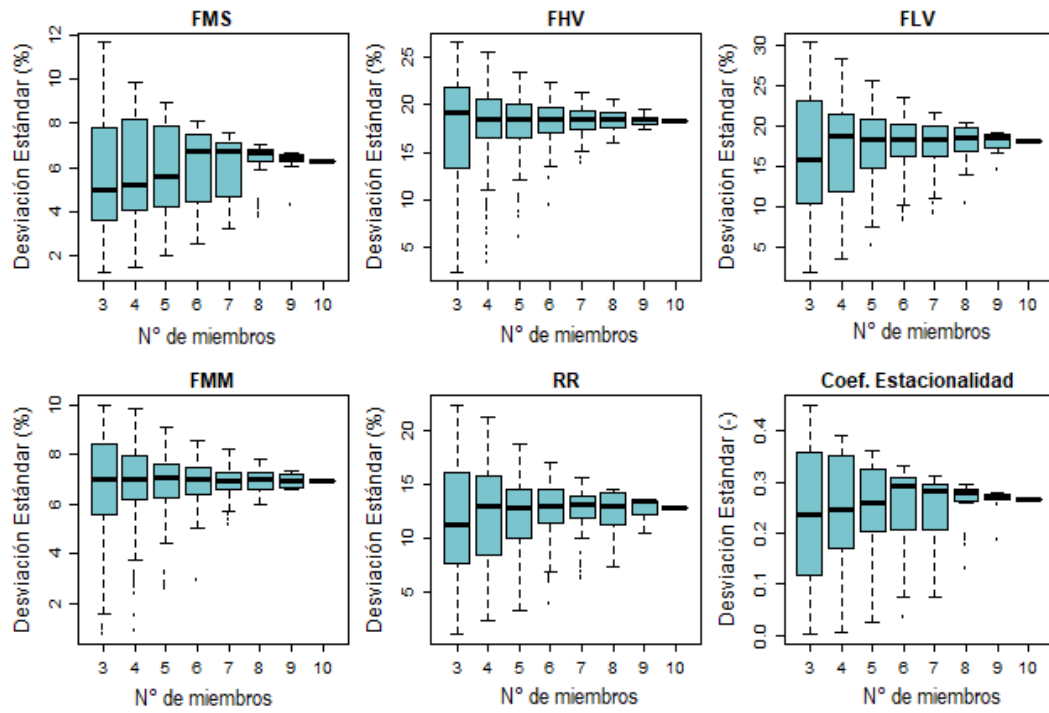 FMS
Desviación Estándar (%)
12
10
8
6
4
2
3 4 5 6 7 8 9 10
N° de miembros
FHV
Desviación Estándar (%)
25
20
15
10
5
3 4 5 6 7 8 9 10
N° de miembros
FLV
Desviación Estándar (%)
30
25
20
15
10
5
3 4 5 6 7 8 9 10
N° de miembros
FMM
Desviación Estándar (%)
10
8
6
4
2
3 4 5 6 7 8 9 10
N° de miembros
RR
Desviación Estándar (%)
20
15
10
5
3 4 5 6 7 8 9 10
N° de miembros
Coef. Estacionalidad
Desviación Estándar (-)
0.4
0.3
0.2
0.1
0.0
3 4 5 6 7 8 9 10
N° de miembros